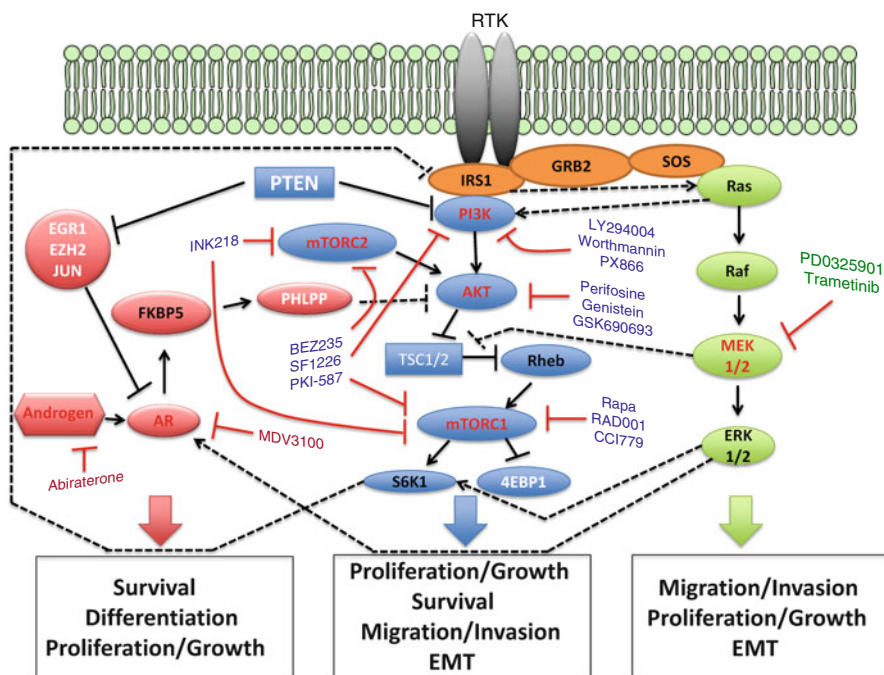 RTK
IRS1
GRB2
SOS
Ras
PTEN
PI3K
EGR1
EZH2
JUN
INK218
mTORC2
LY294004
Worthmannin
PX866
Raf
PD0325901
Trametinib
FKBP5
PHLPP
AKT
Perifosine
Genistein
GSK690693
BEZ235
SF1226
PKI-587
TSC1/2
Rheb
MEK
1/2
Androgen
AR
MDV3100
mTORC1
Rapa
RAD001
CCI779
ERK
1/2
Abiraterone
S6K1
4EBP1
Survival
Differentiation
Proliferation/Growth
Proliferation/Growth
Survival
Migration/Invasion
EMT
Migration/Invasion
Proliferation/Growth
EMT